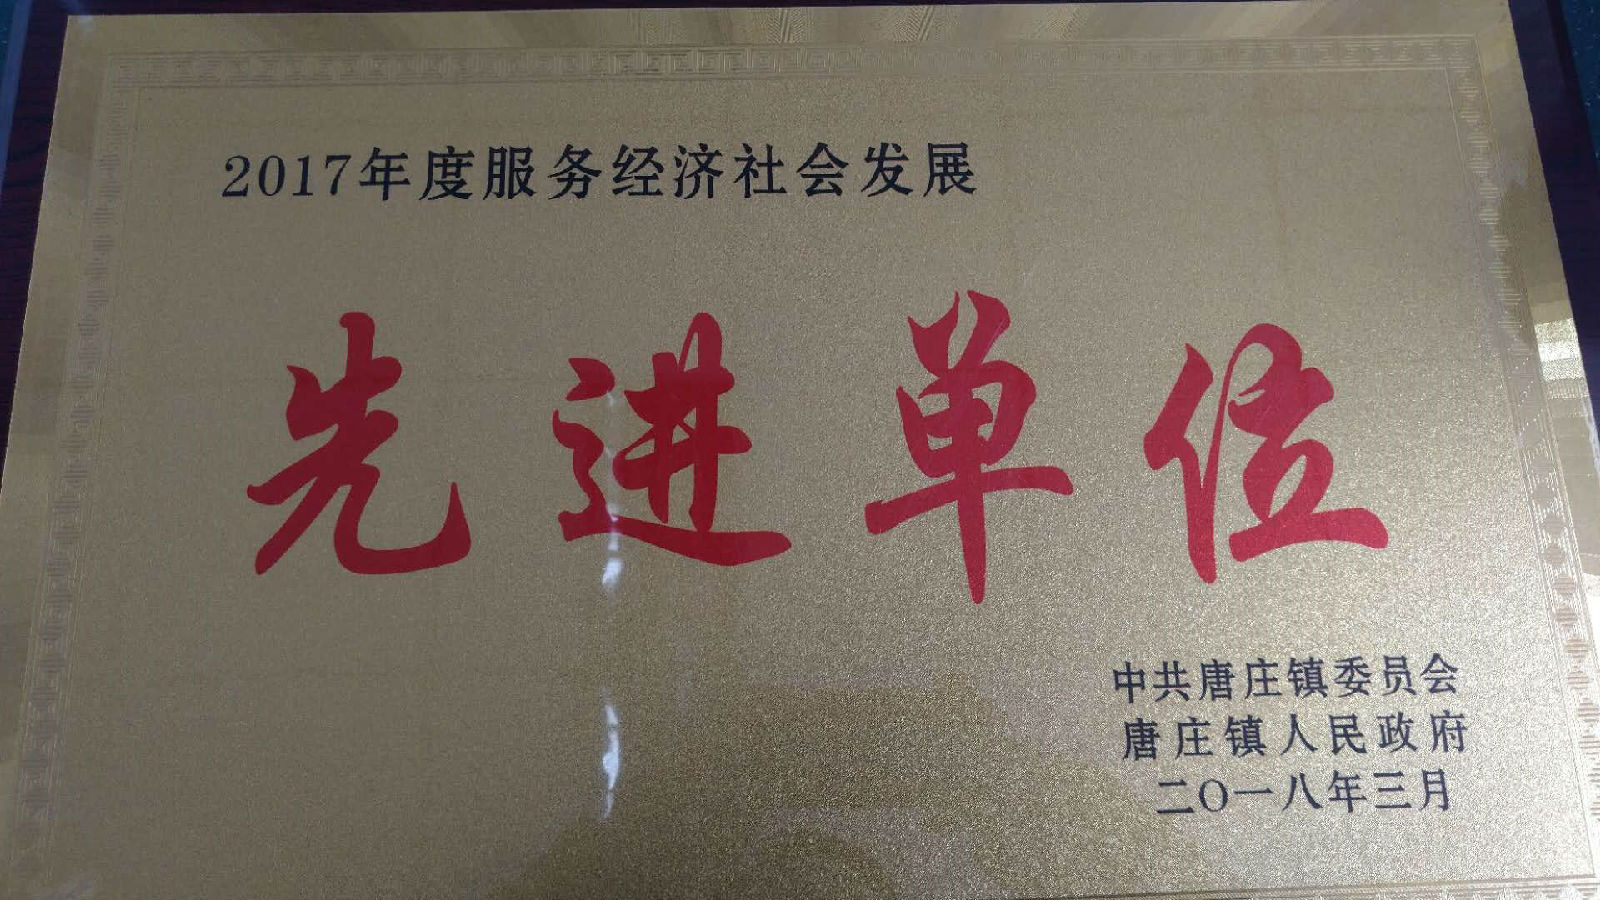 2017年度服务经济社会发展
先进单位
中共唐庄镇委员会
唐庄镇人民政府
二〇一八年三月